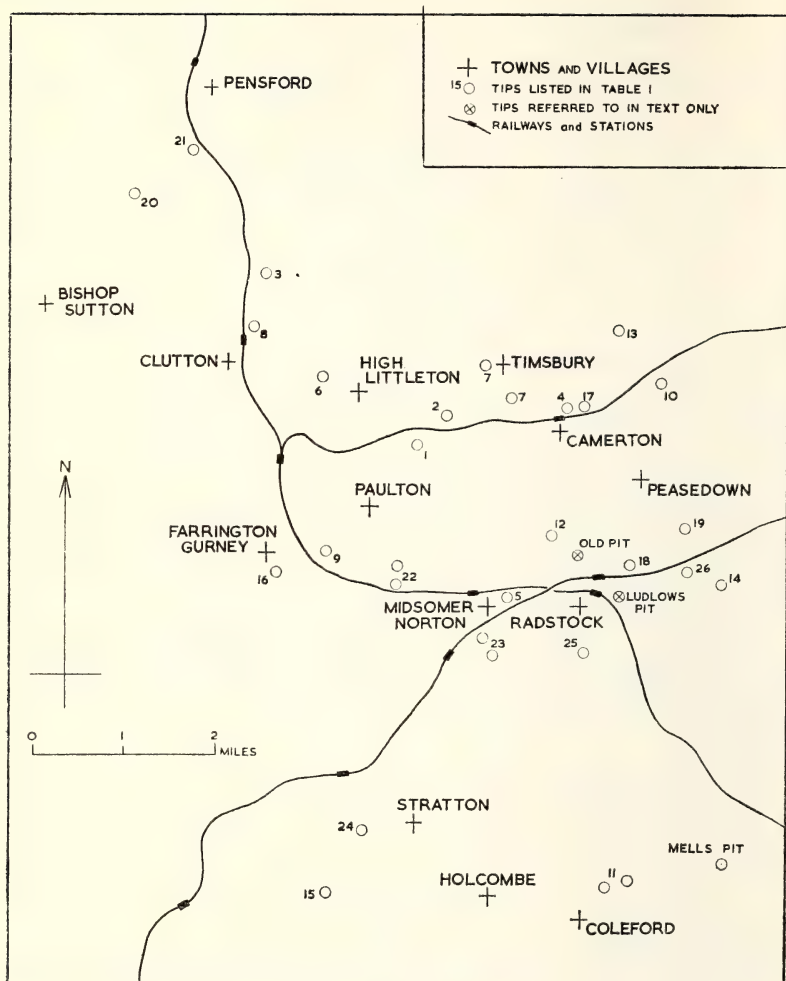 TOWNS AND VILLAGES
15 TIPS LISTED IN TABLE 1
TIPS REFERRED TO IN TEXT ONLY
RAILWAYS and STATIONS
PENSFORD
21
20
3
BISHOP
SUTTON
8
13
CLUTTON
HIGH
LITTLETON
7
TIMSBURY
6
10
7
4
17
2
CAMERTON
1
N
PEASEDOWN
PAULTON
12
19
FARRINGTON
GURNEY
9
OLD PIT
18
16
22
26
14
5
LUDLOWS
PIT
MIDSOMER
NORTON
RADSTOCK
23
25
0
1
2
MILES
STRATTON
24
MELLS PIT
11
15
HOLCOMBE
COLEFORD